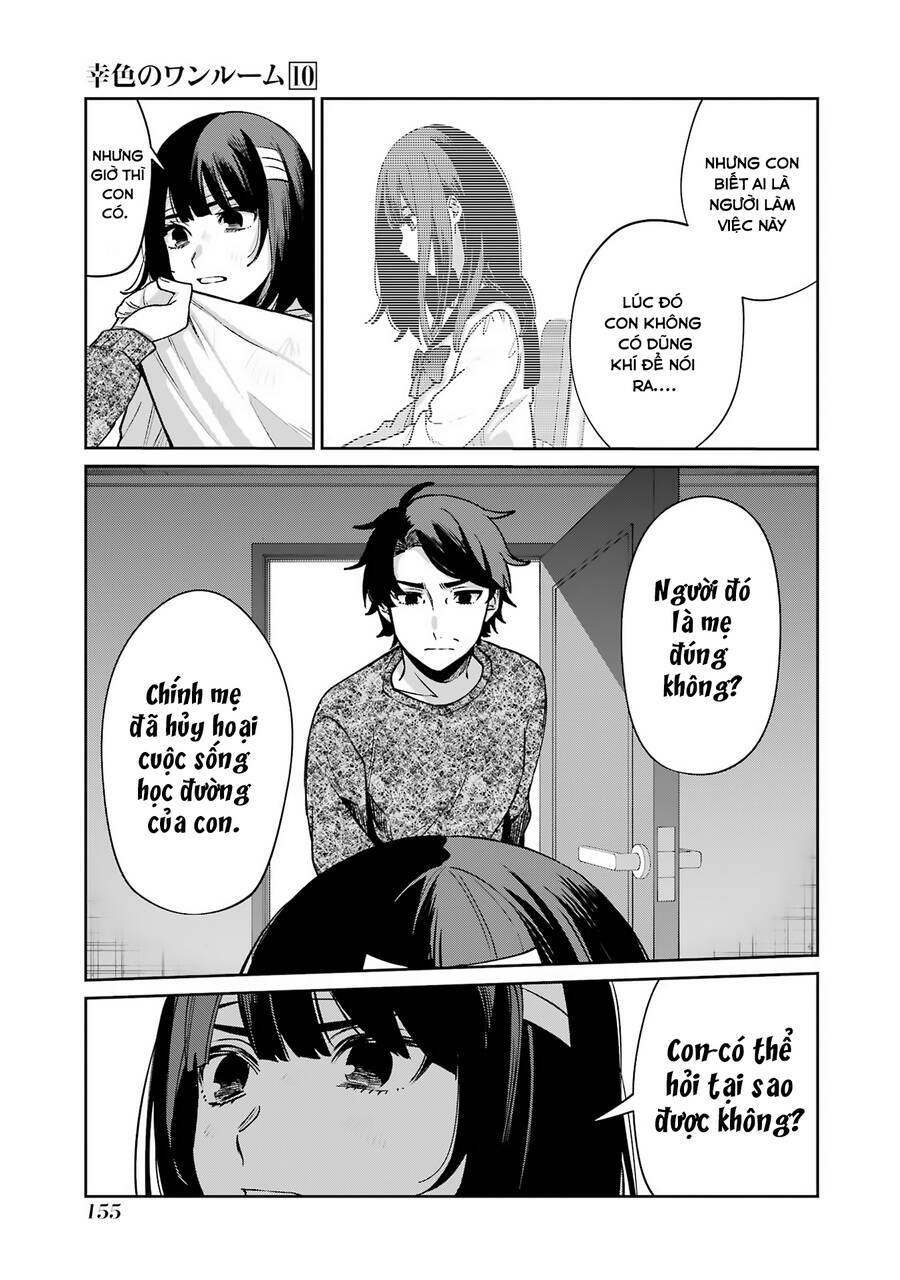 幸色のワンルーム10
NHƯNG CON
BIẾT AI LÀ
NGƯỜI LÀM
VIỆC NÀY
LÚC ĐÓ
CON KHÔNG
CÓ DŨNG
KHÍ ĐỂ NÓI
RA....
NHƯNG
GIỜ THÌ
CON
CÓ.
Người đó
là mẹ
đúng
không?
Chính mẹ
đã hủy hoại
cuộc sống
học đường
của con.
Con có thể
hỏi tại sao
được không?
155